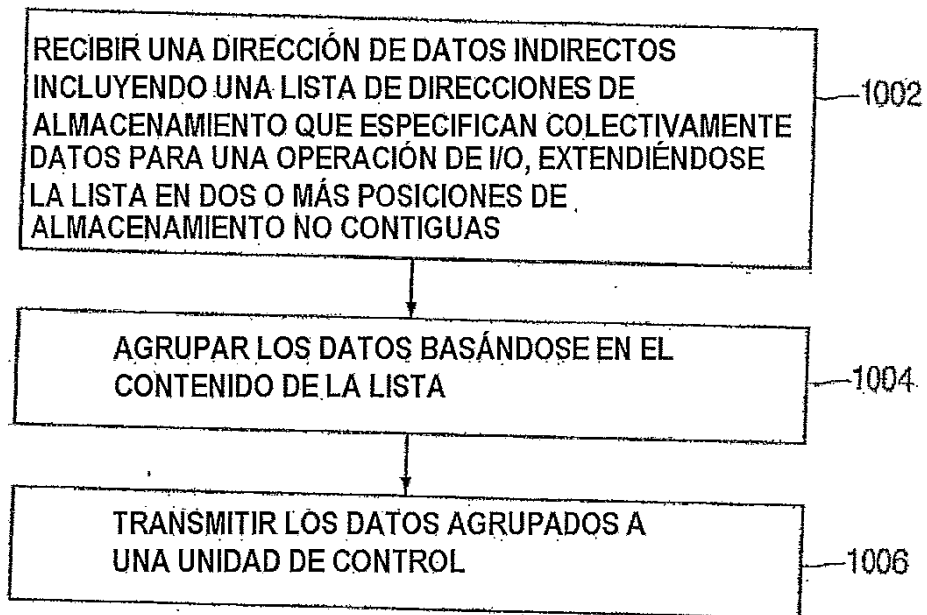 RECIBIR UNA DIRECCIÓN DE DATOS INDIRECTOS
INCLUYENDO UNA LISTA DE DIRECCIONES DE
ALMACENAMIENTO QUE ESPECIFICAN COLECTIVAMENTE
DATOS PARA UNA OPERACIÓN DE I/O, EXTENDIÉNDOSE
LA LISTA EN DOS O MÁS POSICIONES DE
ALMACENAMIENTO NO CONTIGUAS
1002
AGRUPAR LOS DATOS BASÁNDOSE EN EL
CONTENIDO DE LA LISTA
1004
TRANSMITIR LOS DATOS AGRUPADOS A
UNA UNIDAD DE CONTROL
1006